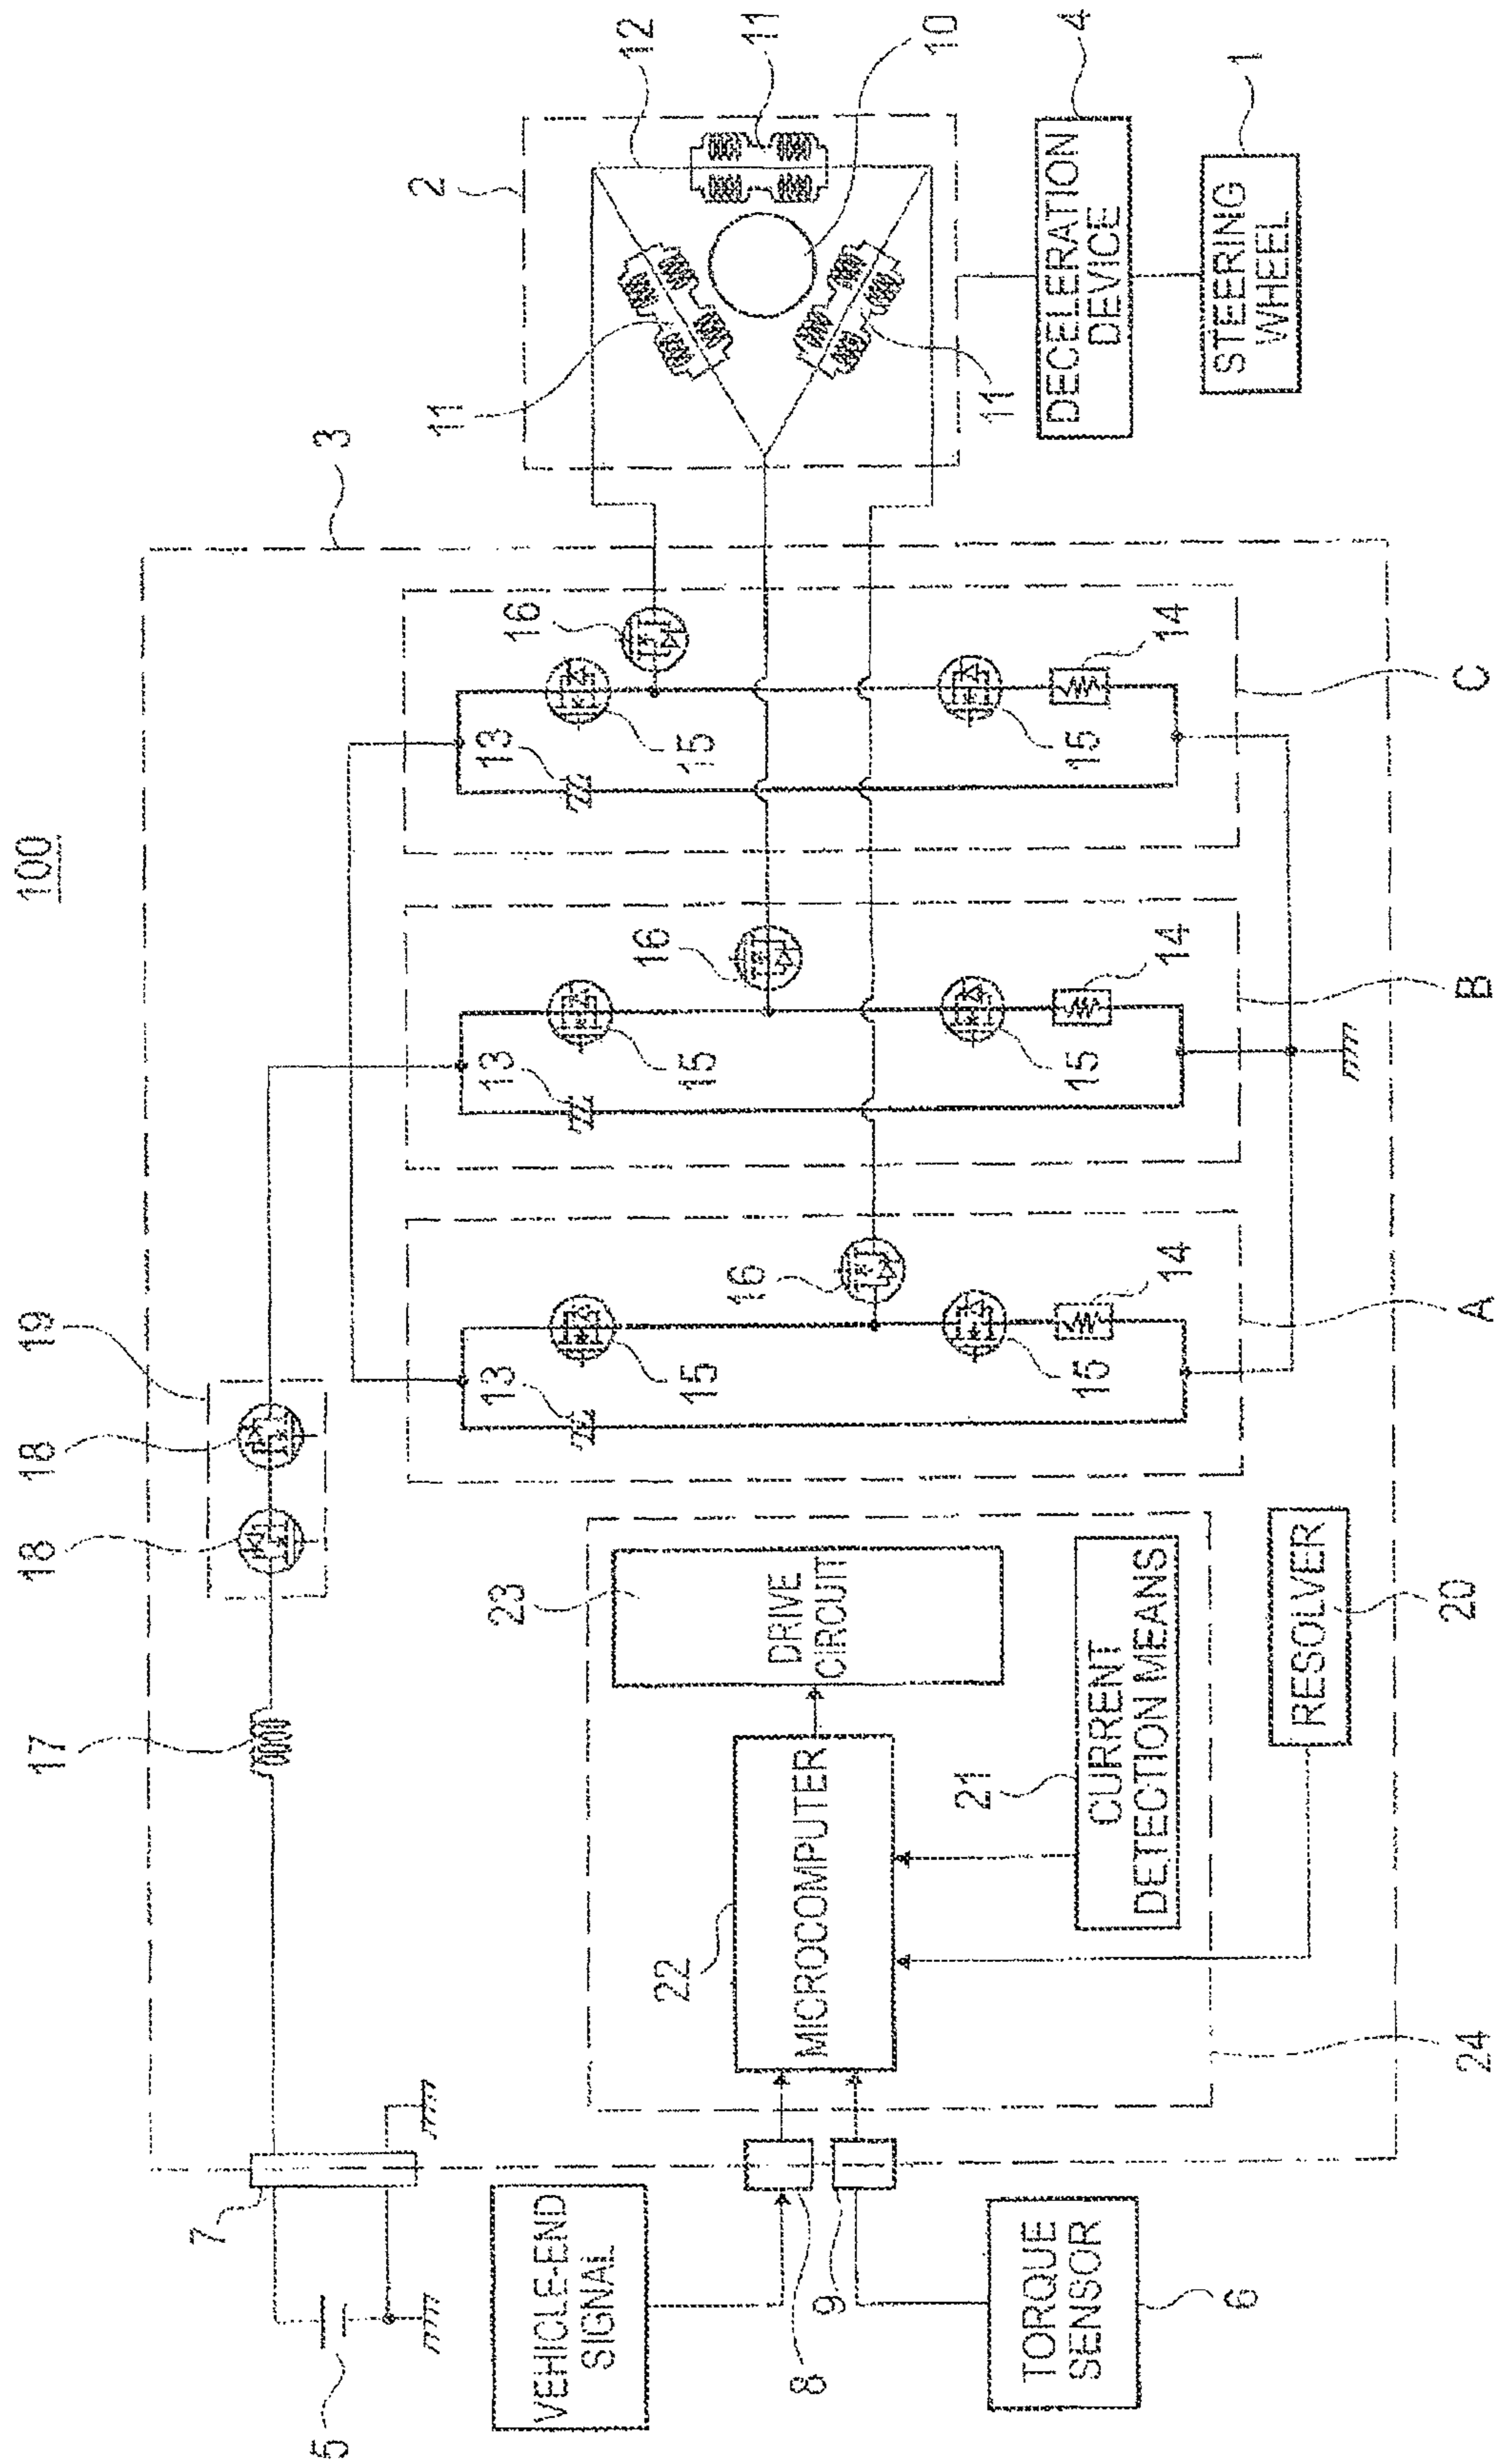 100
5
7
17
18
18
19
3
2
12
11
11
11
10
4
DECELERATION
DEVICE
1
STEERING
WHEEL
VEHICLE-END
SIGNAL
8
9
TORQUE
SENSOR
6
22
MICROCOMPUTER
23
DRIVE
CIRCUIT
21
CURRENT
DETECTION MEANS
RESOLVER
20
24
13
15
16
15
14
A
13
15
16
15
14
B
13
15
16
15
14
C